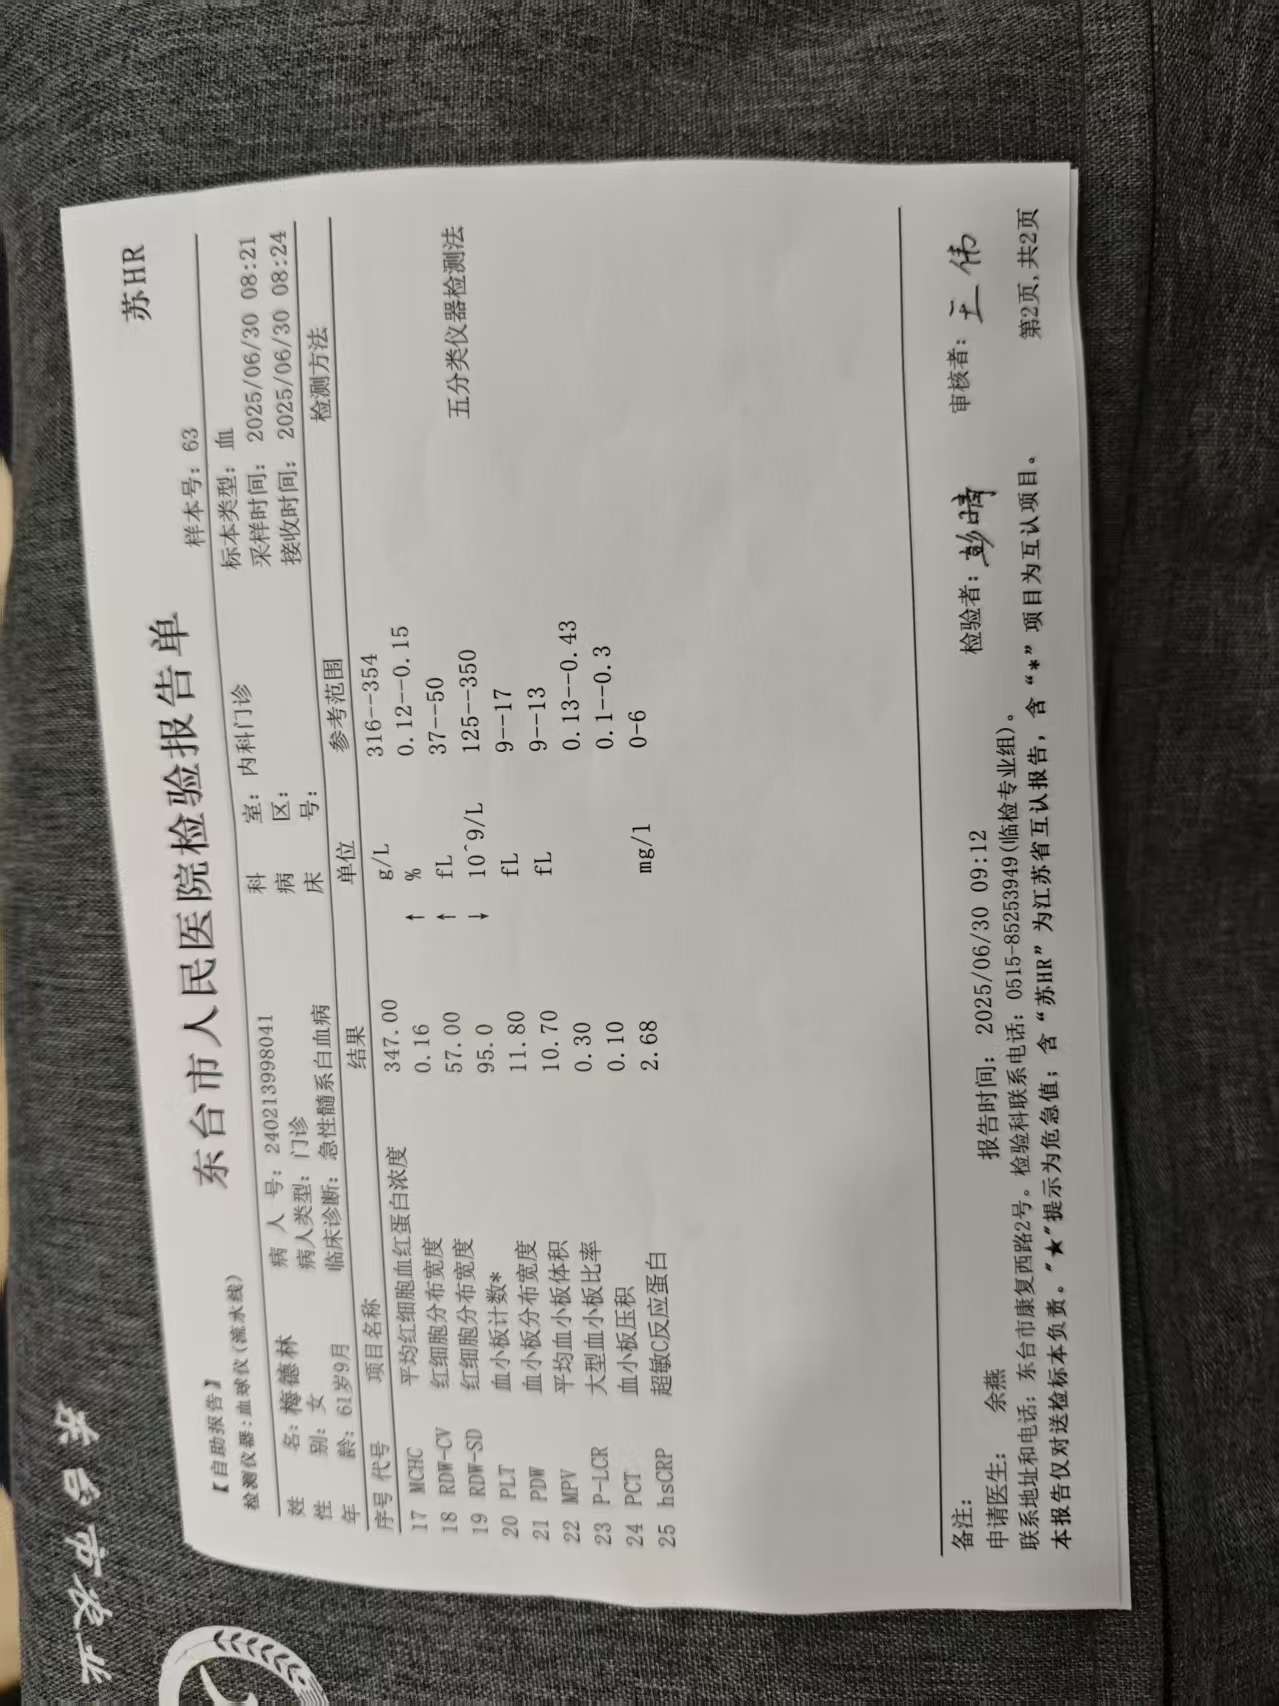 东台市农业
苏HR
东台市人民医院检验报告单
【自助报告】
样本号: 63
检测仪器:血球仪(流水线)
姓 名: 梅德林 病 人 号: 240213998041 科 室: 内科门诊 标本类型: 血
性 别: 女 病人类型: 门诊 病 区: 采样时间: 2025/06/30 08:21
年 龄: 61岁9月 临床诊断: 急性髓系白血病 床 号: 接收时间: 2025/06/30 08:24
序号 代号 项目名称 结果 单位 参考范围 检测方法
17 MCHC 平均红细胞血红蛋白浓度 347.00 g/L 316--354
18 RDW-CV 红细胞分布宽度 0.16 ↑ % 0.12--0.15
19 RDW-SD 红细胞分布宽度 57.00 ↑ fL 37--50
20 PLT 血小板计数* 95.0 ↓ 10^9/L 125--350 五分类仪器检测法
21 PDW 血小板分布宽度 11.80 fL 9--17
22 MPV 平均血小板体积 10.70 fL 9--13
23 P-LCR 大型血小板比率 0.30 0.13--0.43
24 PCT 血小板压积 0.10 0.1--0.3
25 hsCRP 超敏C反应蛋白 2.68 mg/l 0-6
备注:
申请医生: 余燕 报告时间: 2025/06/30 09:12 检验者: 彭晴 审核者: 王伟
联系地址和电话: 东台市康复西路2号。检验科联系电话: 0515-85253949(临检专业组)。
本报告仅对送检标本负责。"★"提示为危急值; 含“苏HR”为江苏省互认报告, 含“*”项目为互认项目。 第2页,共2页